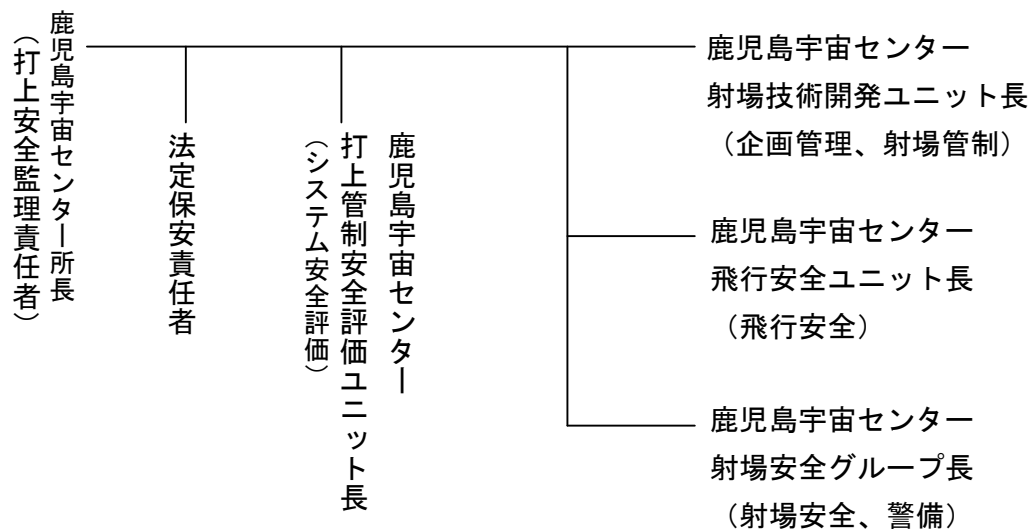 鹿児島宇宙センター所長
（打上安全監理責任者）
法定保安責任者
鹿児島宇宙センター
打上管制安全評価ユニット長
（システム安全評価）
鹿児島宇宙センター
射場技術開発ユニット長
（企画管理、射場管制）
鹿児島宇宙センター
飛行安全ユニット長
（飛行安全）
鹿児島宇宙センター
射場安全グループ長
（射場安全、警備）